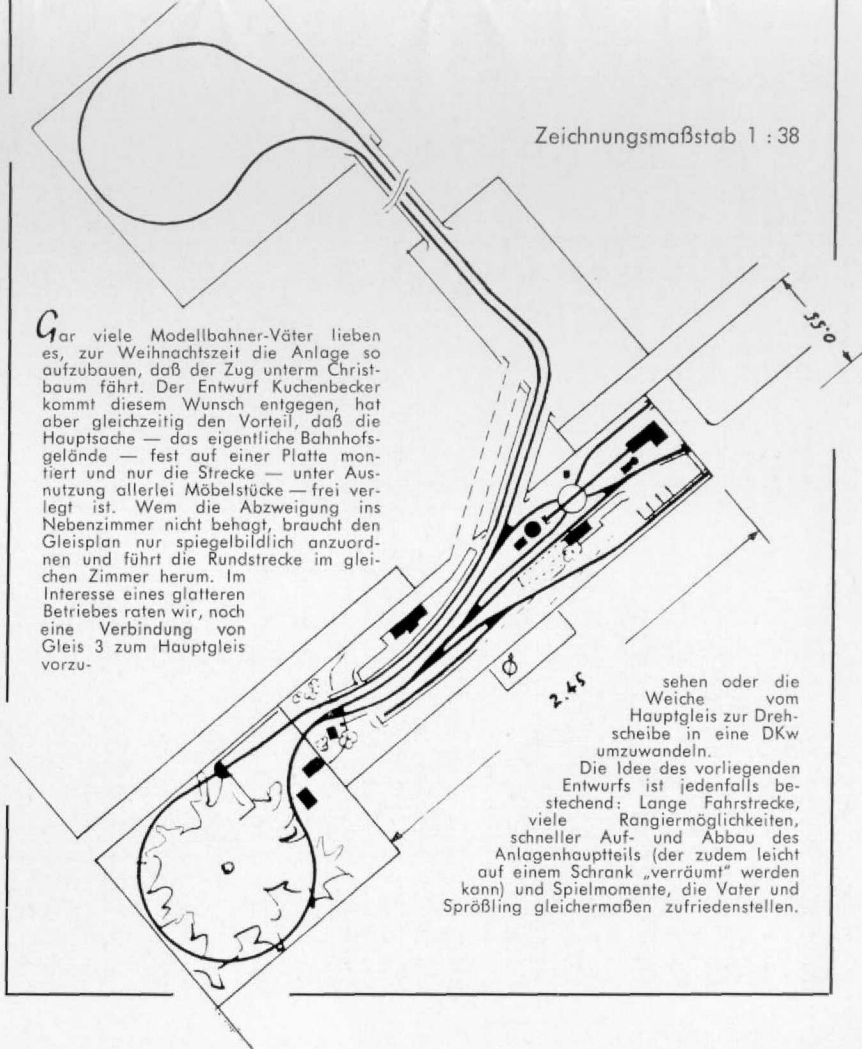 Zeichnungsmaßstab 1 : 38
0.55
Gar viele Modellbahner-Väter lieben
es, zur Weihnachtszeit die Anlage so
aufzubauen, daß der Zug unterm Christ-
baum fährt. Der Entwurf Kuchenbecker
kommt diesem Wunsch entgegen, hat
aber gleichzeitig den Vorteil, daß die
Hauptsache — das eigentliche Bahnhofs-
gelände — fest auf einer Platte mon-
tiert und nur die Strecke — unter Aus-
nutzung allerlei Möbelstücke — frei ver-
legt ist. Wem die Abzweigung ins
Nebenzimmer nicht behagt, braucht den
Gleisplan nur spiegelbildlich anzuord-
nen und führt die Rundstrecke im glei-
chen Zimmer herum. Im
Interesse eines glatteren
Betriebes raten wir, noch
eine Verbindung von
Gleis 3 zum Hauptgleis
vorzu-
2.45
sehen oder die
Weiche vom
Hauptgleis zur Dreh-
scheibe in eine DKw
umzuwandeln.
Die Idee des vorliegenden
Entwurfs ist jedenfalls be-
stechend: Lange Fahrstrecke,
viele Rangiermöglichkeiten,
schneller Auf- und Abbau des
Anlagenhauptteils (der zudem leicht
auf einem Schrank „verräumt“ werden
kann) und Spielmomente, die Vater und
Sprößling gleichermaßen zufriedenstellen.